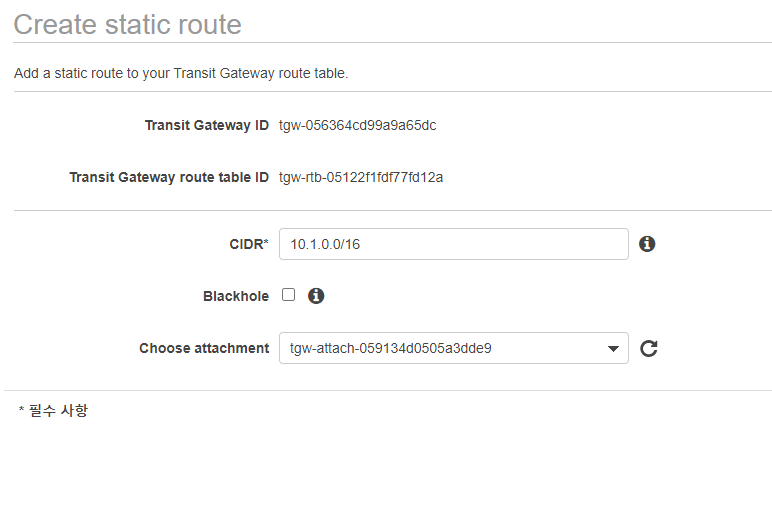 Create static route
Add a static route to your Transit Gateway route table.
Transit Gateway ID tgw-056364cd99a9a65dc
Transit Gateway route table ID tgw-rtb-05122f1fdf77fd12a
CIDR* 10.1.0.0/16
Blackhole
Choose attachment tgw-attach-059134d0505a3dde9
* 필수 사항